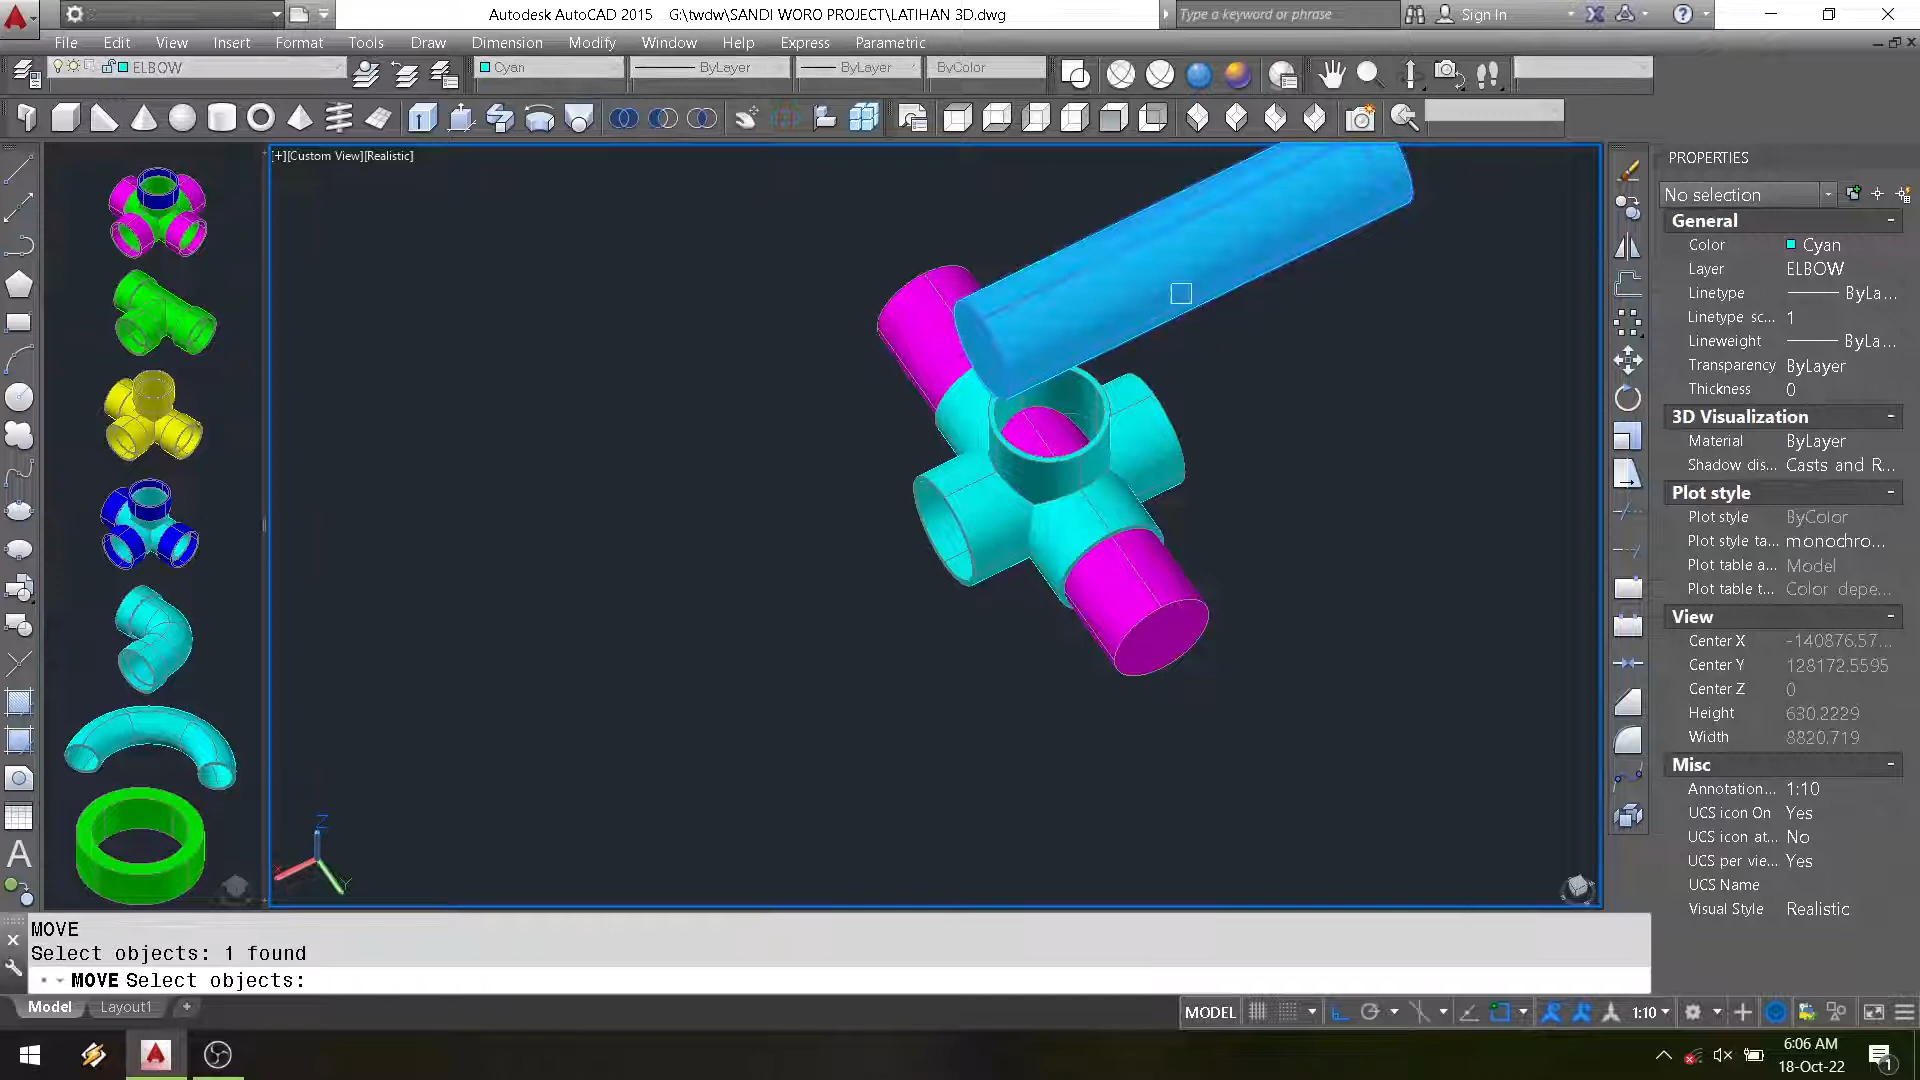 Autodesk AutoCAD 2015 G:\twdw\SANDI WORO PROJECT\LATIHAN 3D.dwg
Type a keyword or phrase
Sign In
File Edit View Insert Format Tools Draw Dimension Modify Window Help Express Parametric
ELBOW
Cyan
ByLayer
ByLayer
ByColor
[+][Custom View][Realistic]
Z
X
Y
PROPERTIES
No selection
General
Color Cyan
Layer ELBOW
Linetype ByLa...
Linetype sc... 1
Lineweight ByLa...
Transparency ByLayer
Thickness 0
3D Visualization
Material ByLayer
Shadow dis... Casts and R...
Plot style
Plot style ByColor
Plot style ta... monochro...
Plot table a... Model
Plot table t... Color depe...
View
Center X -140876.57...
Center Y 128172.5595
Center Z 0
Height 630.2229
Width 8820.719
Misc
Annotation... 1:10
UCS icon On Yes
UCS icon at... No
UCS per vie... Yes
UCS Name
Visual Style Realistic
MOVE
Select objects: 1 found
MOVE Select objects:
Model Layout1 +
MODEL
1:10
6:06 AM
18-Oct-22
1